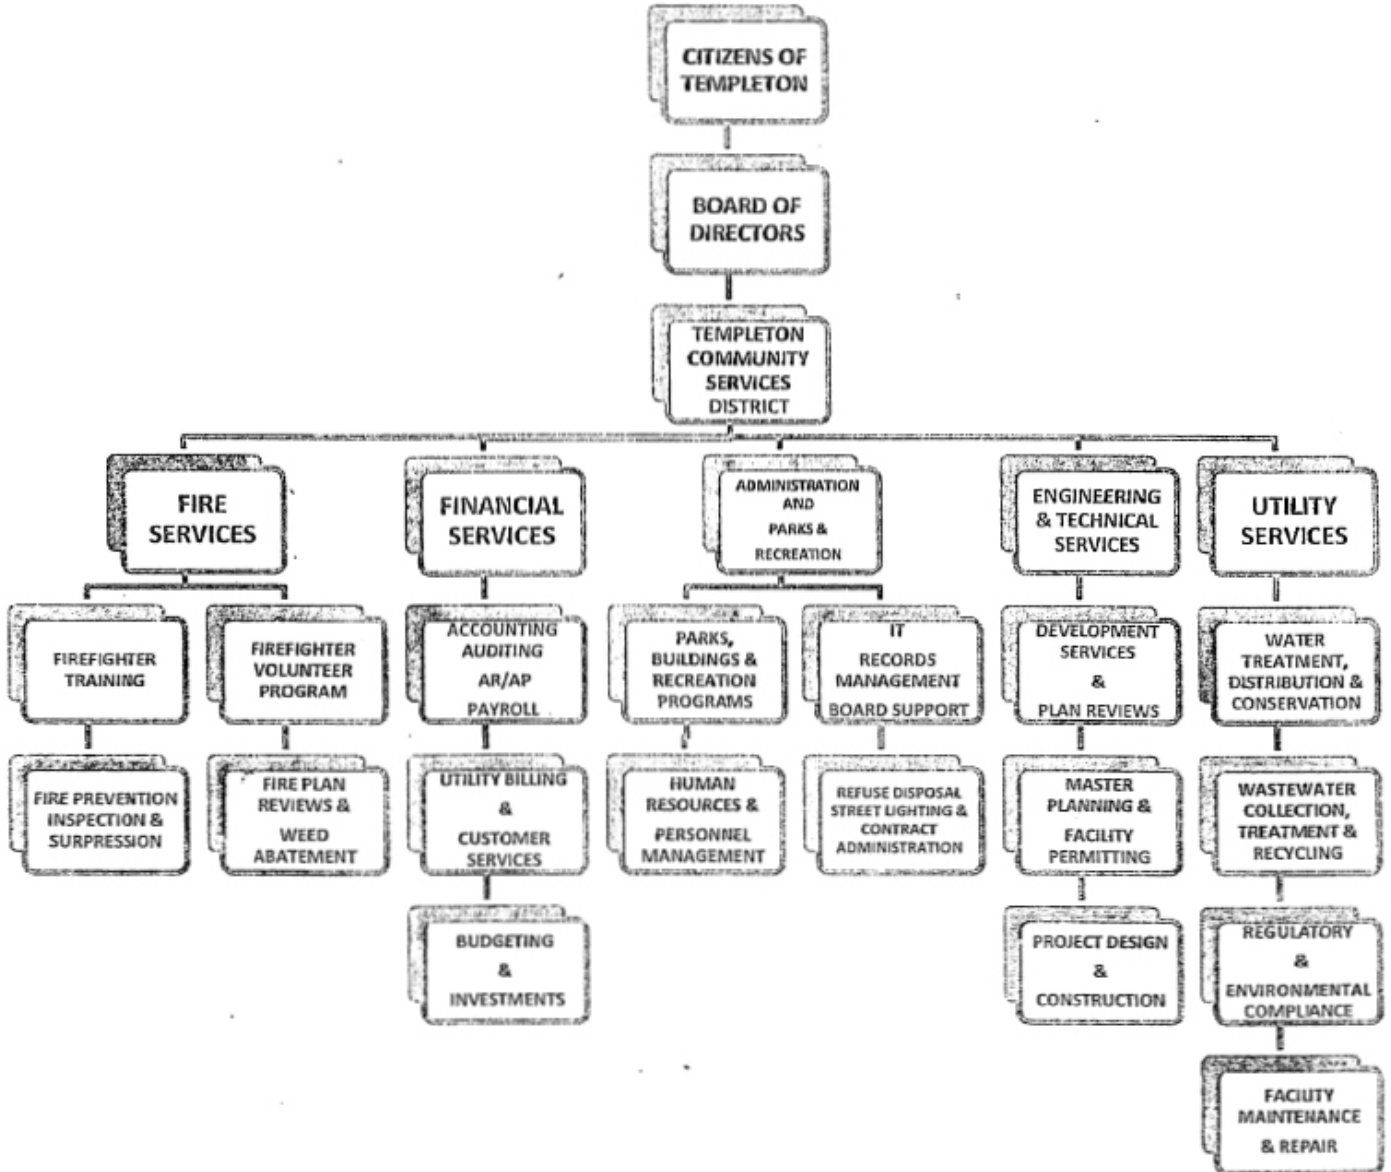 CITIZENS OF
TEMPLETON
BOARD OF
DIRECTORS
TEMPLETON
COMMUNITY
SERVICES
DISTRICT
FIRE
SERVICES
FINANCIAL
SERVICES
ADMINISTRATION
AND
PARKS &
RECREATION
ENGINEERING
& TECHNICAL
SERVICES
UTILITY
SERVICES
FIREFIGHTER
TRAINING
FIREFIGHTER
VOLUNTEER
PROGRAM
ACCOUNTING
AUDITING
AR/AP
PAYROLL
PARKS,
BUILDINGS &
RECREATION
PROGRAMS
IT
RECORDS
MANAGEMENT
BOARD SUPPORT
DEVELOPMENT
SERVICES
&
PLAN REVIEWS
WATER
TREATMENT,
DISTRIBUTION &
CONSERVATION
FIRE PREVENTION
INSPECTION &
SURPRESSION
FIRE PLAN
REVIEWS &
WEED
ABATEMENT
UTILITY BILLING
&
CUSTOMER
SERVICES
HUMAN
RESOURCES &
PERSONNEL
MANAGEMENT
REFUSE DISPOSAL
STREET LIGHTING &
CONTRACT
ADMINISTRATION
MASTER
PLANNING &
FACILITY
PERMITTING
WASTEWATER
COLLECTION,
TREATMENT &
RECYCLING
BUDGETING
&
INVESTMENTS
PROJECT DESIGN
&
CONSTRUCTION
REGULATORY
&
ENVIRONMENTAL
COMPLIANCE
FACILITY
MAINTENANCE
& REPAIR